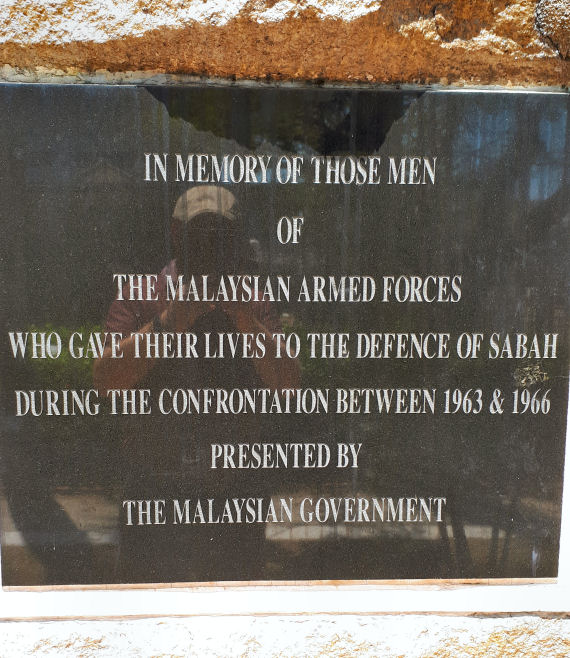 IN MEMORY OF THOSE MEN
OF
THE MALAYSIAN ARMED FORCES
WHO GAVE THEIR LIVES TO THE DEFENCE OF SABAH
DURING THE CONFRONTATION BETWEEN 1963 & 1966
PRESENTED BY
THE MALAYSIAN GOVERNMENT